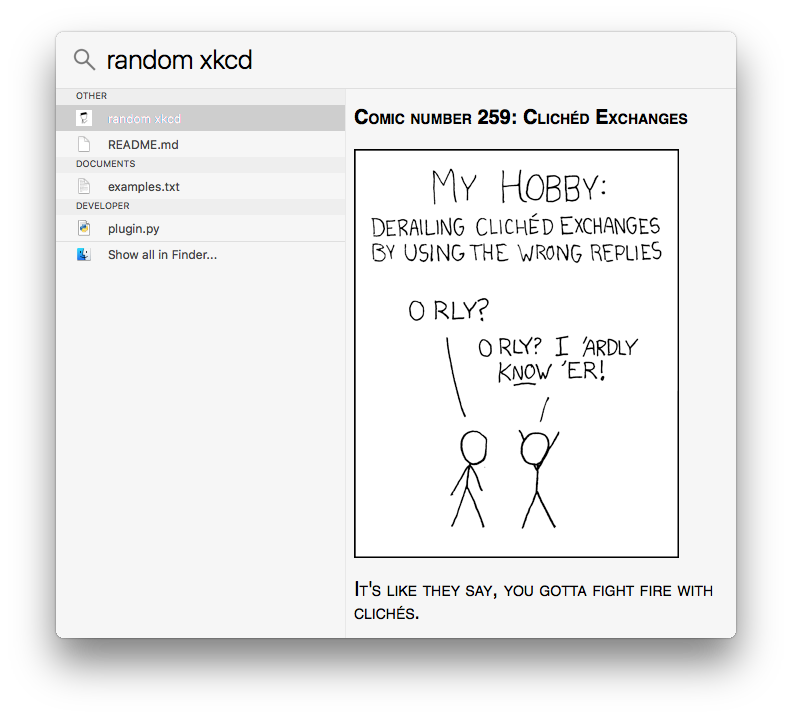 random xkcd
OTHER
random xkcd
README.md
DOCUMENTS
examples.txt
DEVELOPER
plugin.py
Show all in Finder...
Comic number 259: Clichéd Exchanges
MY HOBBY:
DERAILING CLICHÉD EXCHANGES
BY USING THE WRONG REPLIES
O RLY?
O RLY? I 'ARDLY
KNOW 'ER!
It's like they say, you gotta fight fire with
clichés.